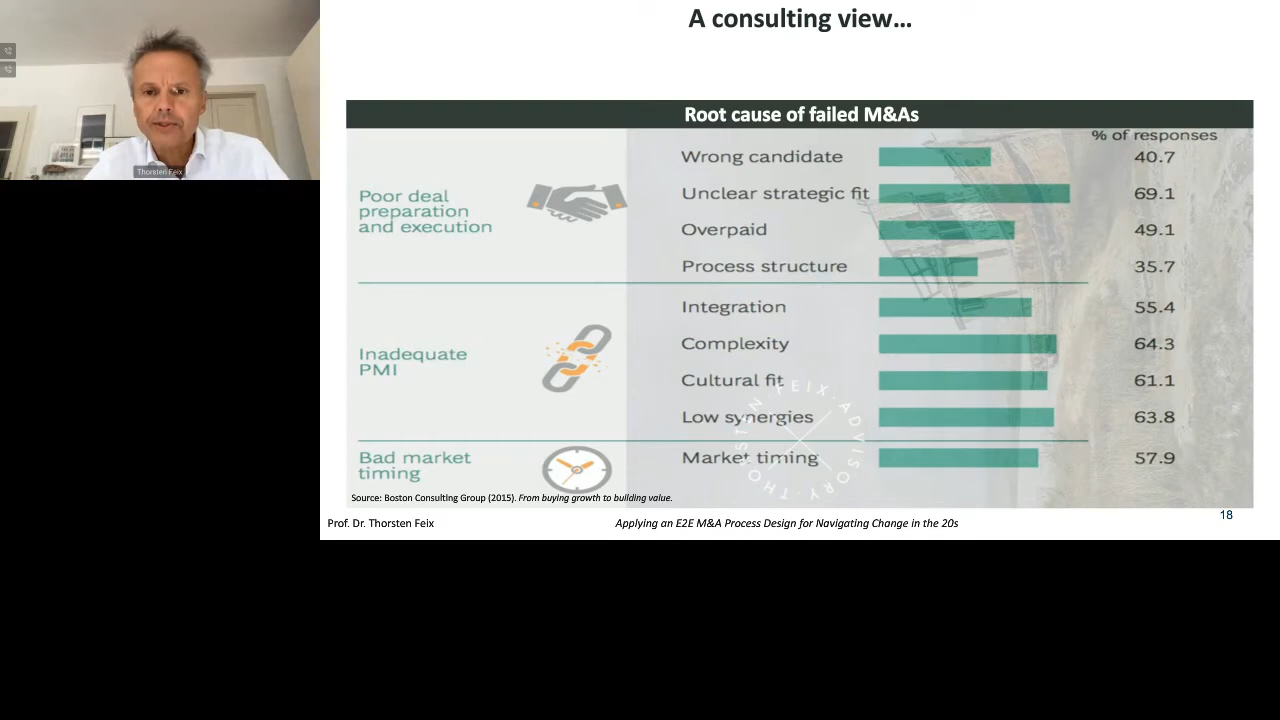 A consulting view...
Thorsten Feix
Root cause of failed M&As
% of responses
Poor deal
preparation
and execution
Wrong candidate 40.7
Unclear strategic fit 69.1
Overpaid 49.1
Process structure 35.7
Inadequate
PMI
Integration 55.4
Complexity 64.3
Cultural fit 61.1
Low synergies 63.8
Bad market
timing
Market timing 57.9
THORSTEN FEIX · ADVISORY ·
Source: Boston Consulting Group (2015). From buying growth to building value.
Prof. Dr. Thorsten Feix
Applying an E2E M&A Process Design for Navigating Change in the 20s
18